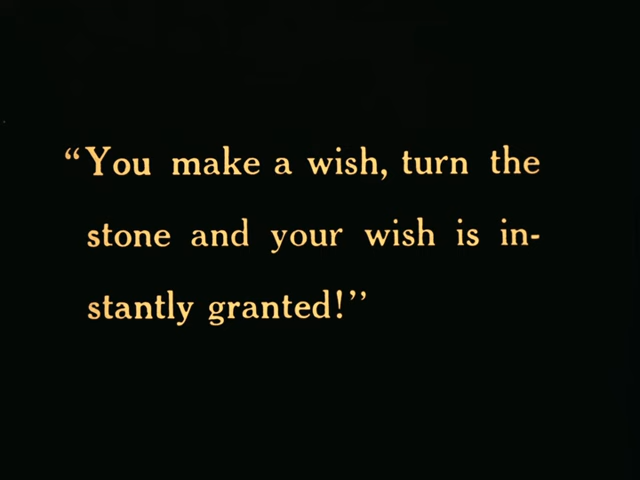 “You make a wish, turn the
stone and your wish is in-
stantly granted!’’